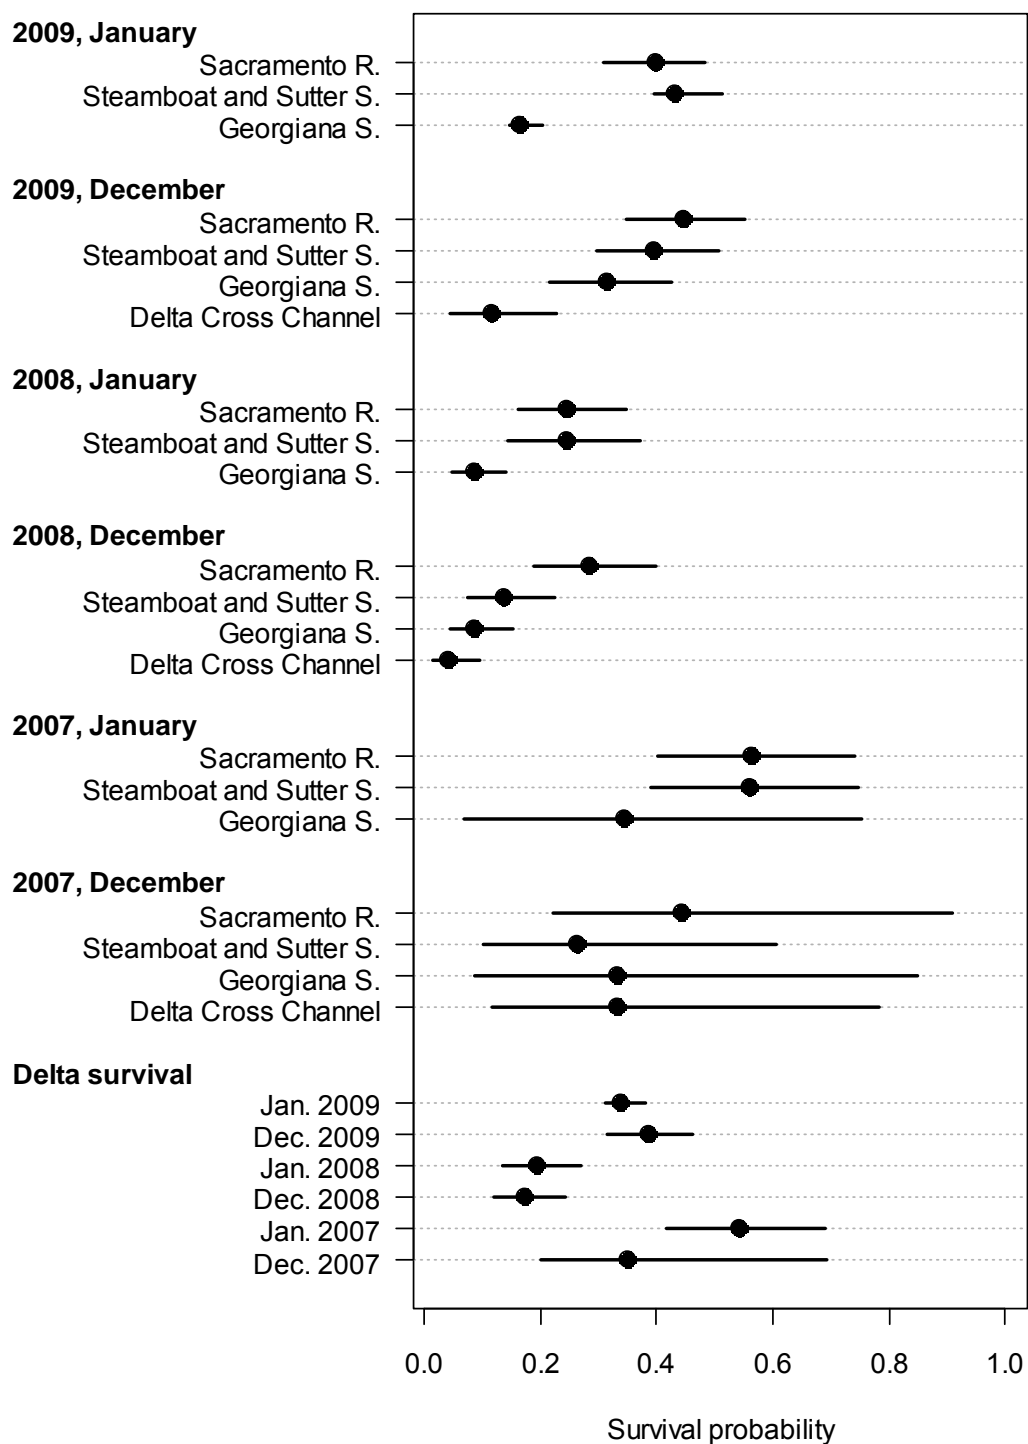 2009, January
Sacramento R.
Steamboat and Sutter S.
Georgiana S.
2009, December
Sacramento R.
Steamboat and Sutter S.
Georgiana S.
Delta Cross Channel
2008, January
Sacramento R.
Steamboat and Sutter S.
Georgiana S.
2008, December
Sacramento R.
Steamboat and Sutter S.
Georgiana S.
Delta Cross Channel
2007, January
Sacramento R.
Steamboat and Sutter S.
Georgiana S.
2007, December
Sacramento R.
Steamboat and Sutter S.
Georgiana S.
Delta Cross Channel
Delta survival
Jan. 2009
Dec. 2009
Jan. 2008
Dec. 2008
Jan. 2007
Dec. 2007
0.0 0.2 0.4 0.6 0.8 1.0
Survival probability